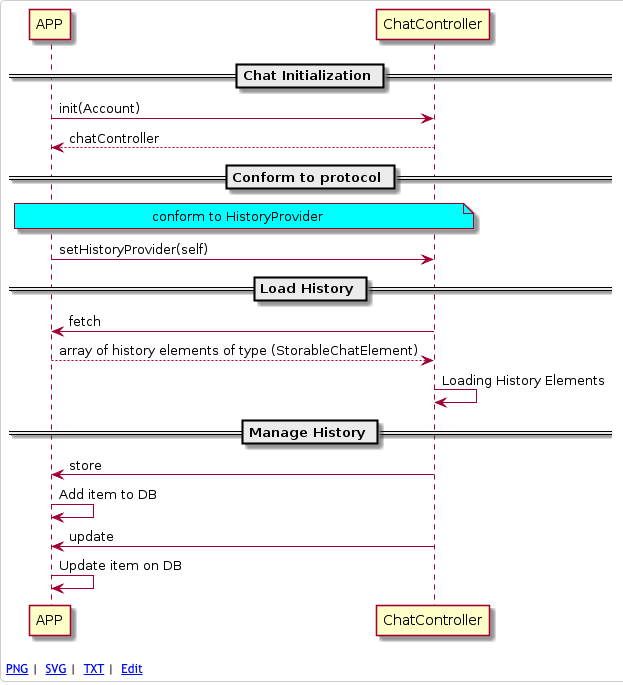 APP
ChatController
Chat Initialization
init(Account)
chatController
Conform to protocol
conform to HistoryProvider
setHistoryProvider(self)
Load History
fetch
array of history elements of type (StorableChatElement)
Loading History Elements
Manage History
store
Add item to DB
update
Update item on DB
APP
ChatController
PNG | SVG | TXT | Edit